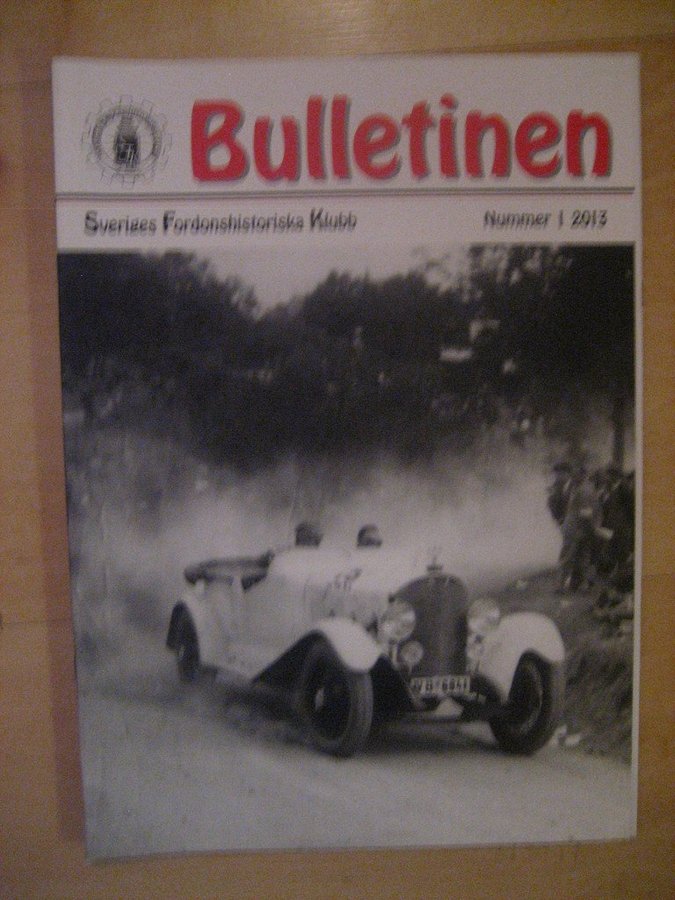 Bulletinen
Sveriges Fordonshistoriska Klubb Nummer 1 2013